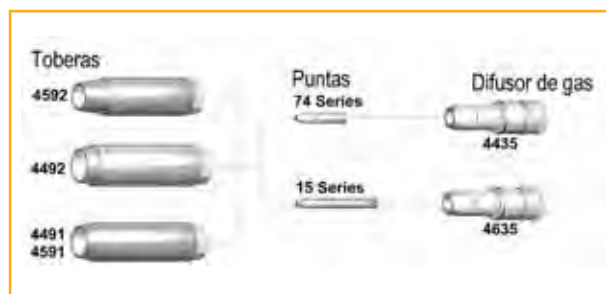 Toberas
4592
4492
4491
4591
Puntas
74 Series
15 Series
Difusor de gas
4435
4635